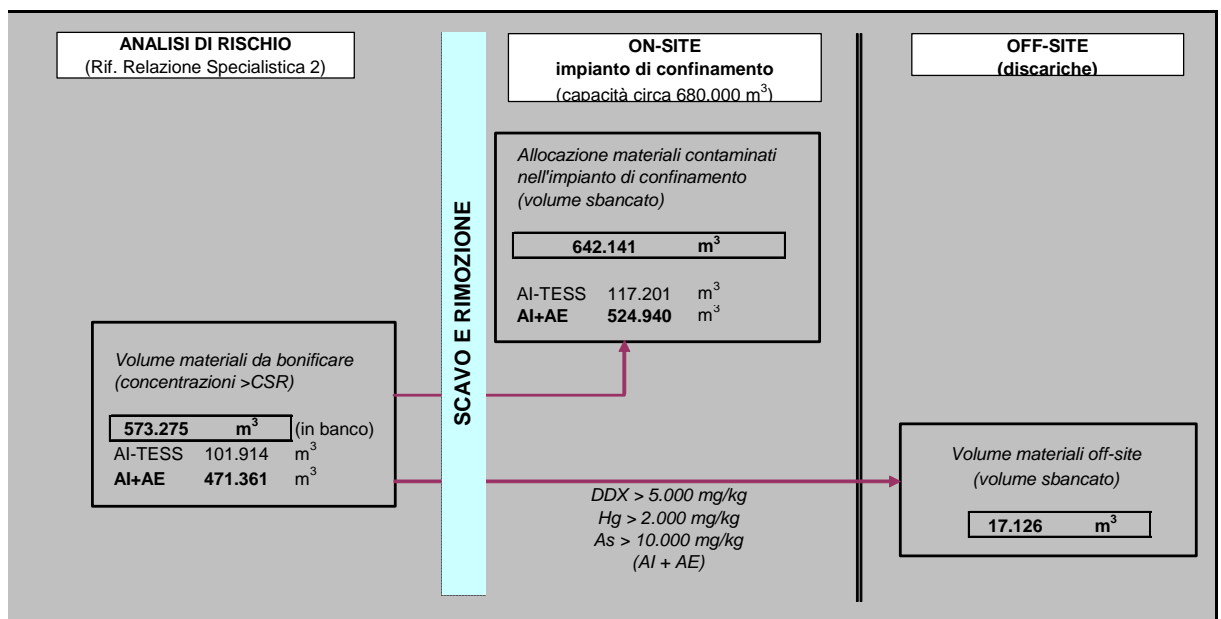 ANALISI DI RISCHIO
(Rif. Relazione Specialistica 2)
Volume materiali da bonificare
(concentrazioni >CSR)
573.275 m³ (in banco)
AI-TESS 101.914 m³
AI+AE 471.361 m³
SCAVO E RIMOZIONE
ON-SITE
impianto di confinamento
(capacità circa 680.000 m³)
Allocazione materiali contaminati
nell'impianto di confinamento
(volume sbancato)
642.141 m³
AI-TESS 117.201 m³
AI+AE 524.940 m³
DDX > 5.000 mg/kg
Hg > 2.000 mg/kg
As > 10.000 mg/kg
(AI + AE)
OFF-SITE
(discariche)
Volume materiali off-site
(volume sbancato)
17.126 m³